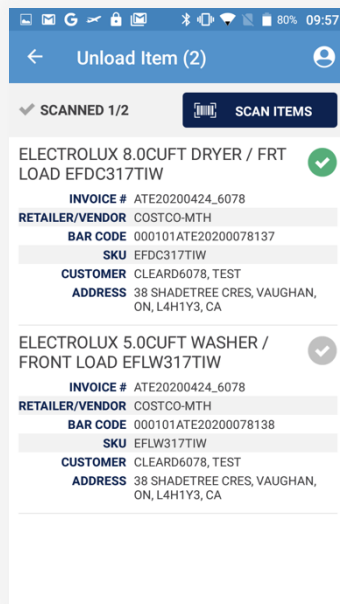 80% 09:57
Unload Item (2)
SCANNED 1/2
SCAN ITEMS
ELECTROLUX 8.0CUFT DRYER / FRT
LOAD EFDC317TIW
INVOICE # ATE20200424_6078
RETAILER/VENDOR COSTCO-MTH
BAR CODE 000101ATE20200078137
SKU EFDC317TIW
CUSTOMER CLEARD6078, TEST
ADDRESS 38 SHADETREE CRES, VAUGHAN,
ON, L4H1Y3, CA
ELECTROLUX 5.0CUFT WASHER /
FRONT LOAD EFLW317TIW
INVOICE # ATE20200424_6078
RETAILER/VENDOR COSTCO-MTH
BAR CODE 000101ATE20200078138
SKU EFLW317TIW
CUSTOMER CLEARD6078, TEST
ADDRESS 38 SHADETREE CRES, VAUGHAN,
ON, L4H1Y3, CA